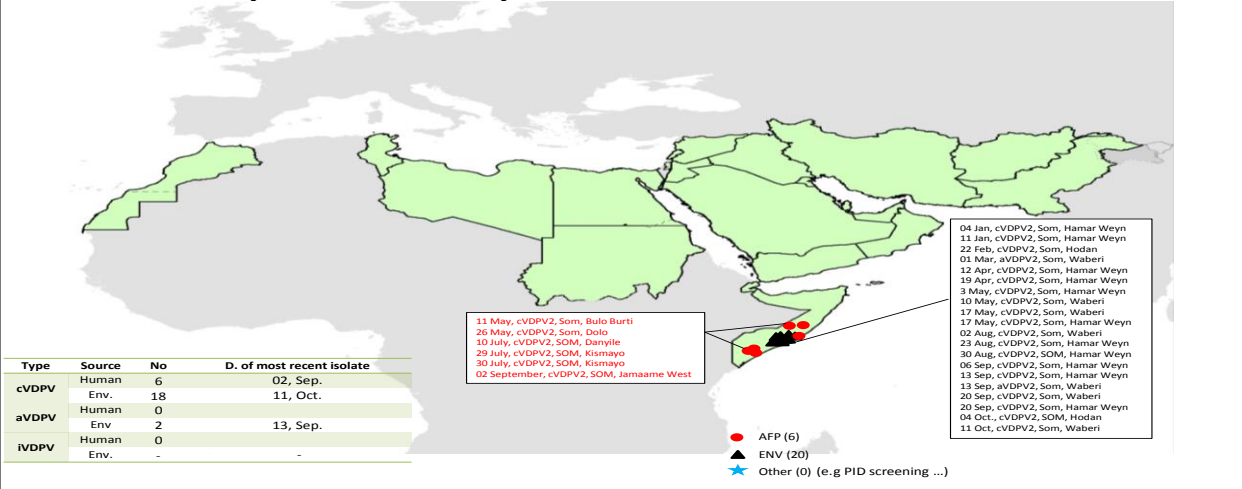 04 Jan, cVDPV2, Som, Hamar Weyn
11 Jan, cVDPV2, Som, Hamar Weyn
22 Feb, cVDPV2, Som, Hodan
01 Mar, aVDPV2, Som, Waberi
12 Apr, cVDPV2, Som, Hamar Weyn
19 Apr, cVDPV2, Som, Hamar Weyn
3 May, cVDPV2, Som, Hamar Weyn
10 May, cVDPV2, Som, Waberi
17 May, cVDPV2, Som, Waberi
17 May, cVDPV2, Som, Hamar Weyn
02 Aug, cVDPV2, Som, Waberi
23 Aug, cVDPV2, Som, Hamar Weyn
30 Aug, cVDPV2, SOM, Hamar Weyn
06 Sep, cVDPV2, Som, Hamar Weyn
13 Sep, cVDPV2, Som, Hamar Weyn
13 Sep, aVDPV2, Som, Waberi
20 Sep, cVDPV2, Som, Waberi
20 Sep, cVDPV2, Som, Hamar Weyn
04 Oct., cVDPV2, SOM, Hodan
11 Oct, cVDPV2, Som, Waberi
11 May, cVDPV2, Som, Bulo Burti
26 May, cVDPV2, Som, Dolo
10 July, cVDPV2, SOM, Danyile
29 July, cVDPV2, SOM, Kismayo
30 July, cVDPV2, SOM, Kismayo
02 September, cVDPV2, SOM, Jamaame West
Type Source No D. of most recent isolate
cVDPV Human 6 02, Sep.
Env. 18 11, Oct.
aVDPV Human 0
Env 2 13, Sep.
iVDPV Human 0
Env. - -
AFP (6)
ENV (20)
Other (0) (e.g PID screening ...)